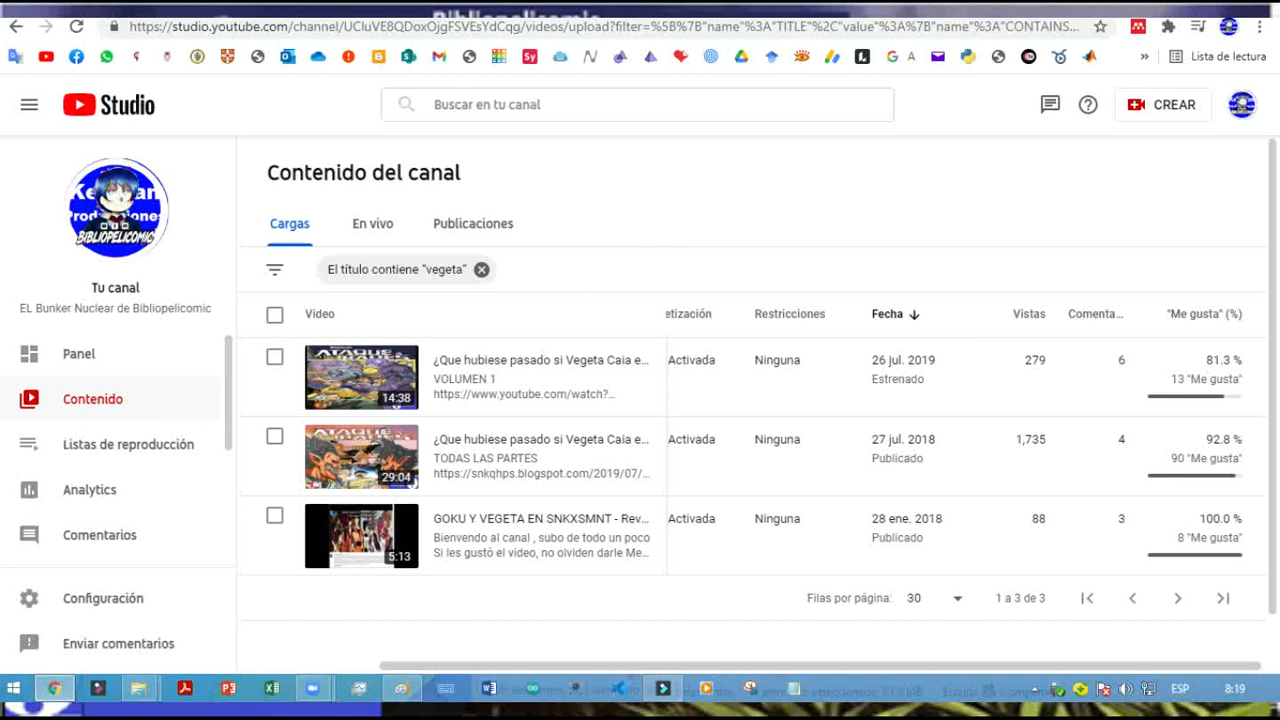 https://studio.youtube.com/channel/UCIuVE8QDoxOjqFSVEsYdCqg/videos/upload?filter=%5B%7B"name"%3A"TITLE"%2C"value"%3A%7B"name"%3A"CONTAINS...
Lista de lectura
Studio
Buscar en tu canal
CREAR
BIBLIOPELICOMIC
Tu canal
EL Bunker Nuclear de Bibliopelicomic
Panel
Contenido
Listas de reproducción
Analytics
Comentarios
Configuración
Enviar comentarios
Contenido del canal
Cargas En vivo Publicaciones
El título contiene "vegeta"
Video etización Restricciones Fecha Vistas Comenta... "Me gusta" (%)
ATAQUE
14:38
¿Que hubiese pasado si Vegeta Caia e... Activada Ninguna 26 jul. 2019 279 6 81.3 %
VOLUMEN 1 Estrenado 13 "Me gusta"
https://www.youtube.com/watch?...
ATAQUE
29:04
¿Que hubiese pasado si Vegeta Caia e... Activada Ninguna 27 jul. 2018 1,735 4 92.8 %
TODAS LAS PARTES Publicado 90 "Me gusta"
https://snkqhps.blogspot.com/2019/07/...
5:13
GOKU Y VEGETA EN SNKXSMNT - Rev... Activada Ninguna 28 ene. 2018 88 3 100.0 %
Bienvenido al canal , subo de todo un poco Publicado 8 "Me gusta"
Si les gustó el video, no olviden darle Me...
Filas por página: 30 1 a 3 de 3
ESP 8:19